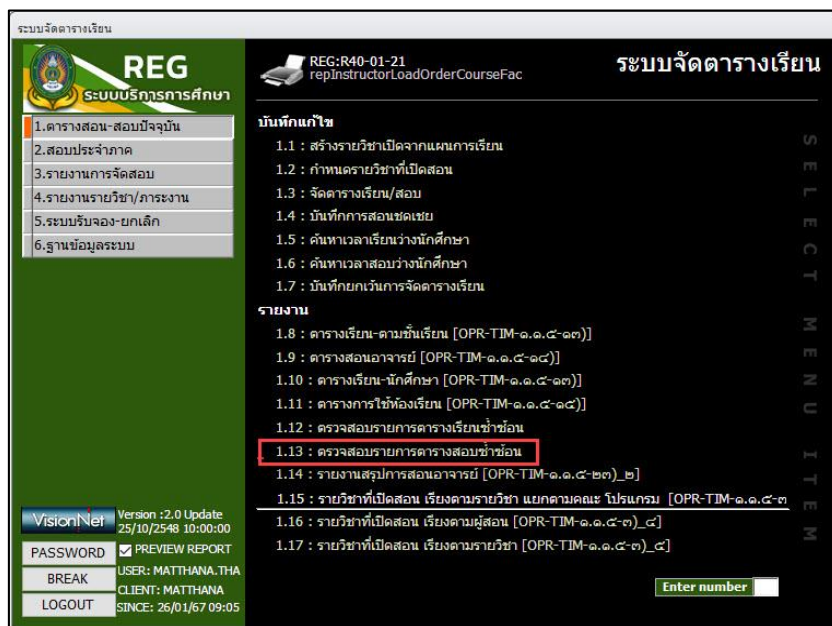 ระบบจัดตารางเรียน
REG
ระบบบริการการศึกษา
REG:R40-01-21
repInstructorLoadOrderCourseFac
ระบบจัดตารางเรียน
1.ตารางสอน-สอบปัจจุบัน
2.สอบประจำภาค
3.รายงานการจัดสอบ
4.รายงานรายวิชา/ภาระงาน
5.ระบบรับจอง-ยกเลิก
6.ฐานข้อมูลระบบ
บันทึกแก้ไข
1.1 : สร้างรายวิชาเปิดจากแผนการเรียน
1.2 : กำหนดรายวิชาที่เปิดสอน
1.3 : จัดตารางเรียน/สอบ
1.4 : บันทึกการสอนชดเชย
1.5 : ค้นหาเวลาเรียนว่างนักศึกษา
1.6 : ค้นหาเวลาสอบว่างนักศึกษา
1.7 : บันทึกยกเว้นการจัดตารางเรียน
รายงาน
1.8 : ตารางเรียน-ตามชั้นเรียน [OPR-TIM-๑.๑.๕-๑๓)]
1.9 : ตารางสอนอาจารย์ [OPR-TIM-๑.๑.๕-๑๔)]
1.10 : ตารางเรียน-นักศึกษา [OPR-TIM-๑.๑.๕-๑๓)]
1.11 : ตารางการใช้ห้องเรียน [OPR-TIM-๑.๑.๕-๑๕)]
1.12 : ตรวจสอบรายการตารางเรียนซ้ำซ้อน
1.13 : ตรวจสอบรายการตารางสอบซ้ำซ้อน
1.14 : รายงานสรุปการสอนอาจารย์ [OPR-TIM-๑.๑.๕-๒๓)_๒]
1.15 : รายวิชาที่เปิดสอน เรียงตามรายวิชา แยกตามคณะ โปรแกรม [OPR-TIM-๑.๑.๕-๓
1.16 : รายวิชาที่เปิดสอน เรียงตามผู้สอน [OPR-TIM-๑.๑.๕-๓)_๔]
1.17 : รายวิชาที่เปิดสอน เรียงตามรายวิชา [OPR-TIM-๑.๑.๕-๓)_๕]
SELECT MENU ITEM
Enter number
VisionNet
Version :2.0 Update
25/10/2548 10:00:00
PASSWORD
PREVIEW REPORT
BREAK
USER: MATTHANA.THA
CLIENT: MATTHANA
LOGOUT
SINCE: 26/01/67 09:05